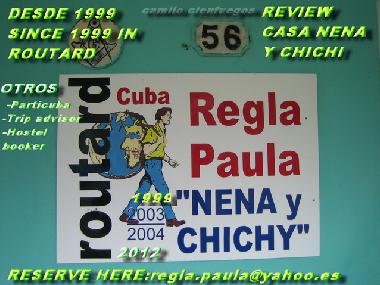 DESDE 1999
SINCE 1999 IN
ROUTARD
camilo cienfuegos
56
REVIEW
CASA NENA
Y CHICHI
OTROS
-Particuba
-Trip advisor
-Hostel
booker
routard
Cuba
Regla
Paula
"NENA y
CHICHY"
1999
2003
2004
2012
RESERVE HERE:regla.paula@yahoo.es